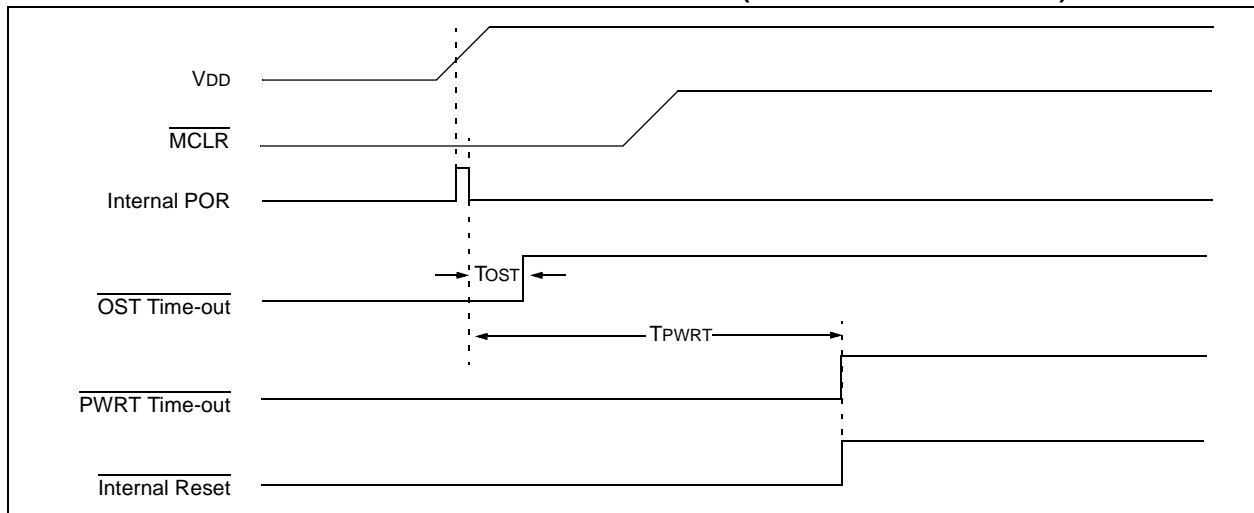 VDD
MCLR
Internal POR
TOST
OST Time-out
TPWRT
PWRT Time-out
Internal Reset